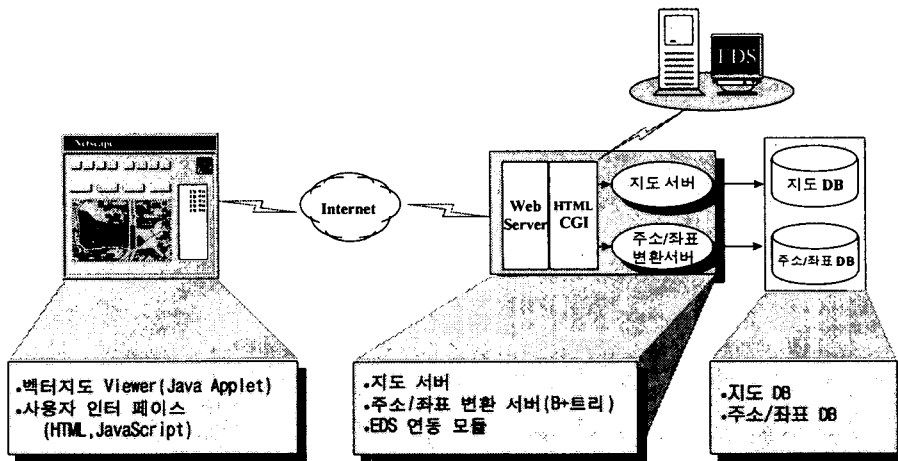 EDS
Netscape
Internet
Web
Server
HTML
CGI
지도 서버
주소/좌표
변환서버
지도 DB
주소/좌표 DB
•벡터지도 Viewer(Java Applet)
•사용자 인터 페이스
(HTML,JavaScript)
•지도 서버
•주소/좌표 변환 서버(B+트리)
•EDS 연동 모듈
•지도 DB
•주소/좌표 DB